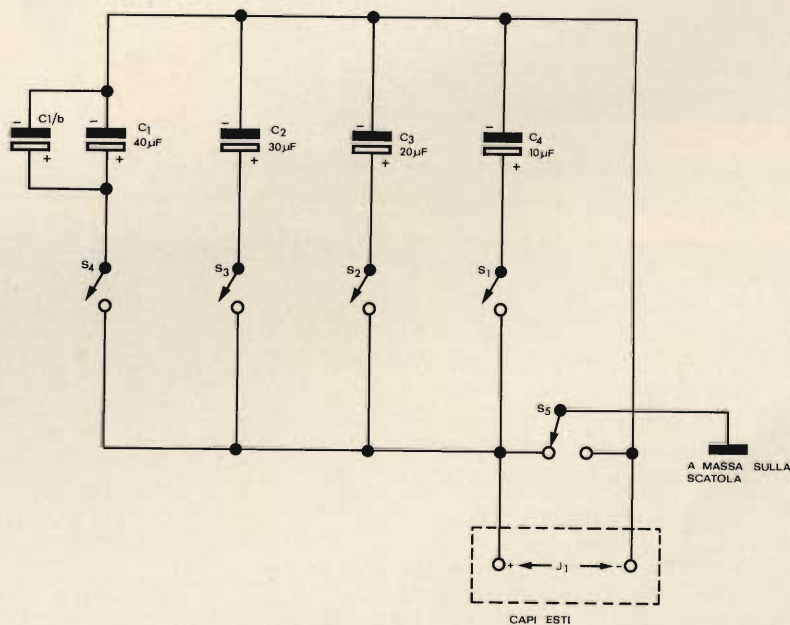 C1/b
C1
40µF
C2
30µF
C3
20µF
C4
10µF
S4
S3
S2
S1
S5
A MASSA SULLA
SCATOLA
+ J1 -
CAPI ESTI